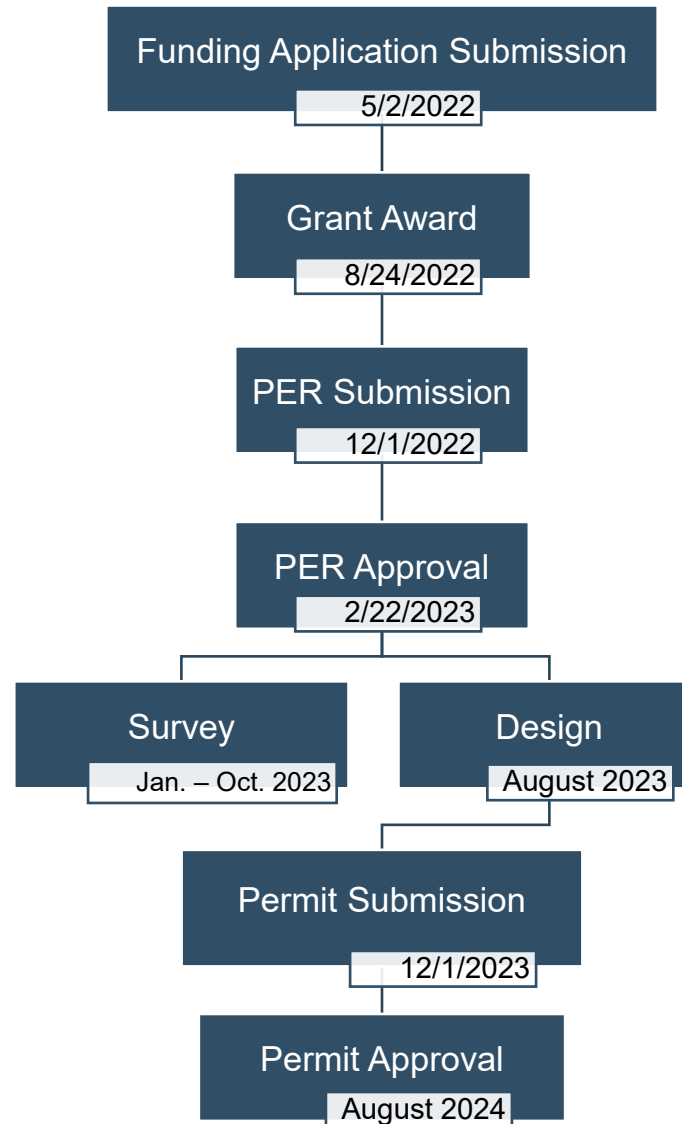 Funding Application Submission
5/2/2022
Grant Award
8/24/2022
PER Submission
12/1/2022
PER Approval
2/22/2023
Survey
Jan. – Oct. 2023
Design
August 2023
Permit Submission
12/1/2023
Permit Approval
August 2024